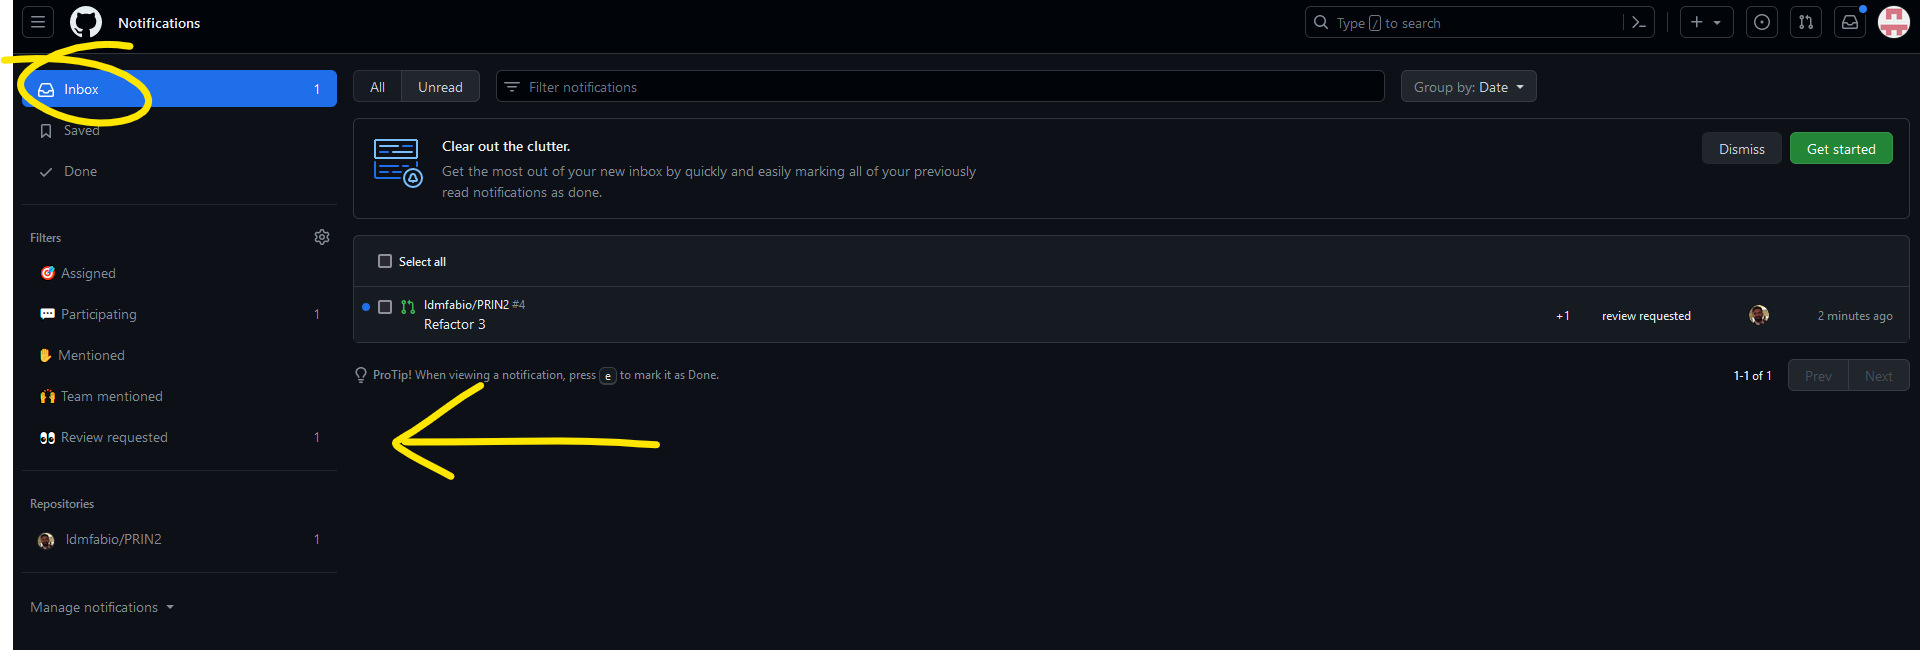 Notifications
Type / to search
Inbox 1
Saved
Done
Filters
Assigned
Participating 1
Mentioned
Team mentioned
Review requested 1
Repositories
ldmfabio/PRIN2 1
Manage notifications
All Unread Filter notifications Group by: Date
Clear out the clutter.
Get the most out of your new inbox by quickly and easily marking all of your previously
read notifications as done.
Dismiss Get started
Select all
ldmfabio/PRIN2 #4
Refactor 3
+1 review requested 2 minutes ago
ProTip! When viewing a notification, press e to mark it as Done.
1-1 of 1 Prev Next